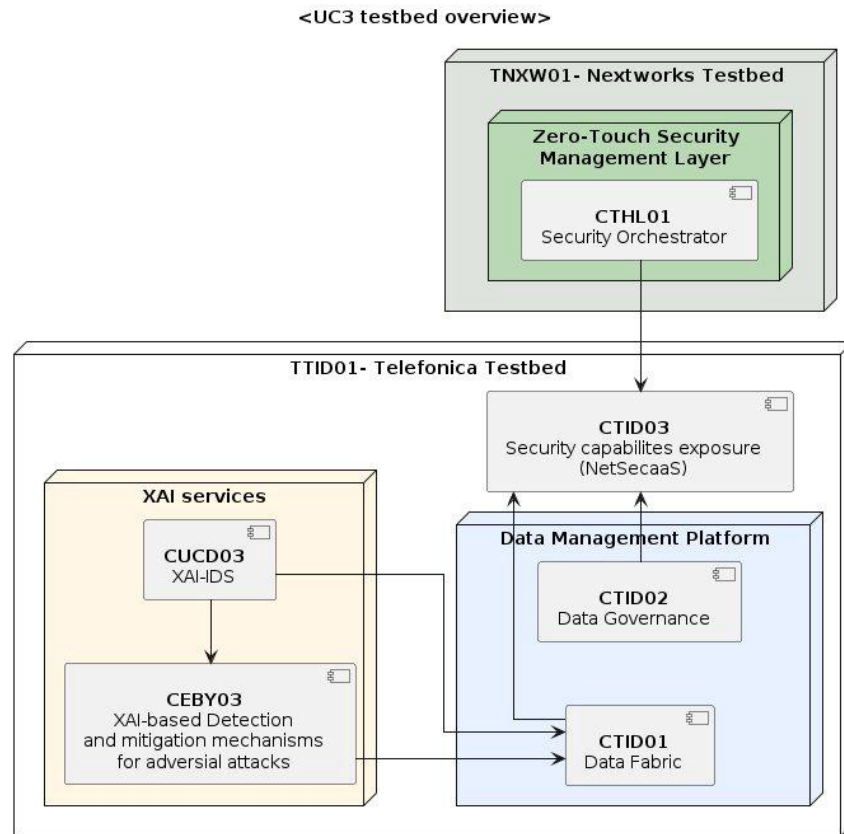 <UC3 testbed overview>
TNXW01- Nextworks Testbed
Zero-Touch Security
Management Layer
CTHL01
Security Orchestrator
TTID01- Telefonica Testbed
CTID03
Security capabilites exposure
(NetSecaaS)
XAI services
CUCD03
XAI-IDS
CEBY03
XAI-based Detection
and mitigation mechanisms
for adversial attacks
Data Management Platform
CTID02
Data Governance
CTID01
Data Fabric